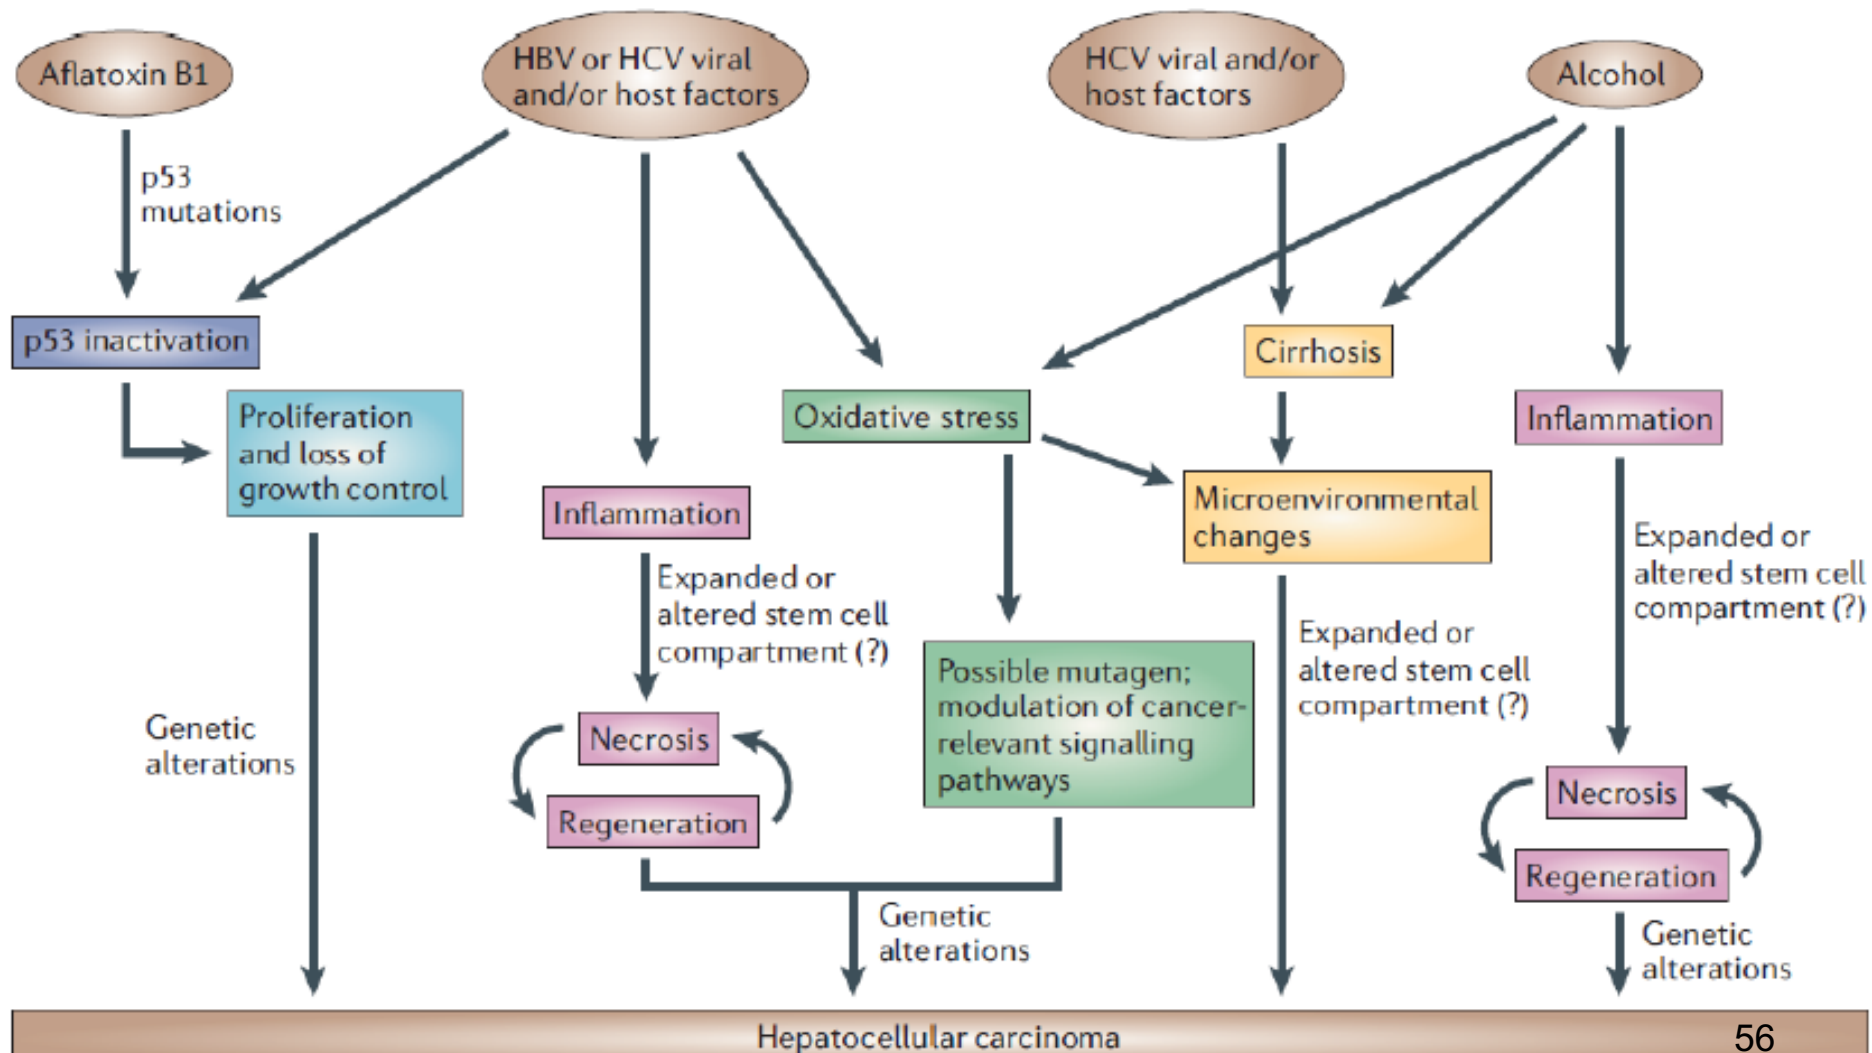 Aflatoxin B1
HBV or HCV viral
and/or host factors
HCV viral and/or
host factors
Alcohol
p53
mutations
p53 inactivation
Proliferation
and loss of
growth control
Genetic
alterations
Inflammation
Expanded or
altered stem cell
compartment (?)
Necrosis
Regeneration
Oxidative stress
Possible mutagen;
modulation of cancer-
relevant signalling
pathways
Genetic
alterations
Cirrhosis
Microenvironmental
changes
Expanded or
altered stem cell
compartment (?)
Inflammation
Expanded or
altered stem cell
compartment (?)
Necrosis
Regeneration
Genetic
alterations
Hepatocellular carcinoma
56